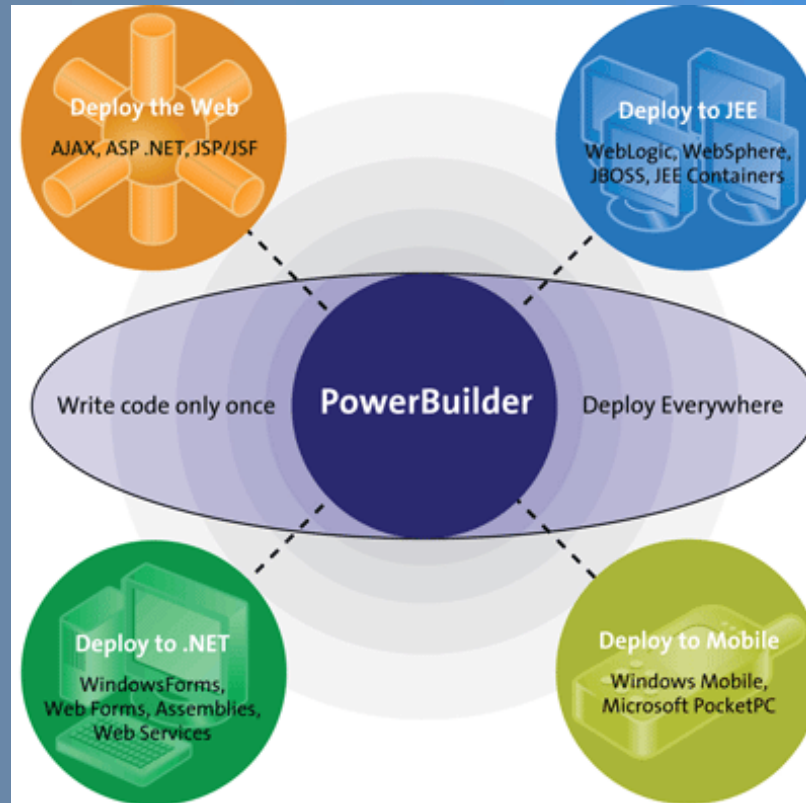 Deploy the Web
AJAX, ASP .NET, JSP/JSF
Deploy to JEE
WebLogic, WebSphere,
JBOSS, JEE Containers
Write code only once
PowerBuilder
Deploy Everywhere
Deploy to .NET
WindowsForms,
Web Forms, Assemblies,
Web Services
Deploy to Mobile
Windows Mobile,
Microsoft PocketPC